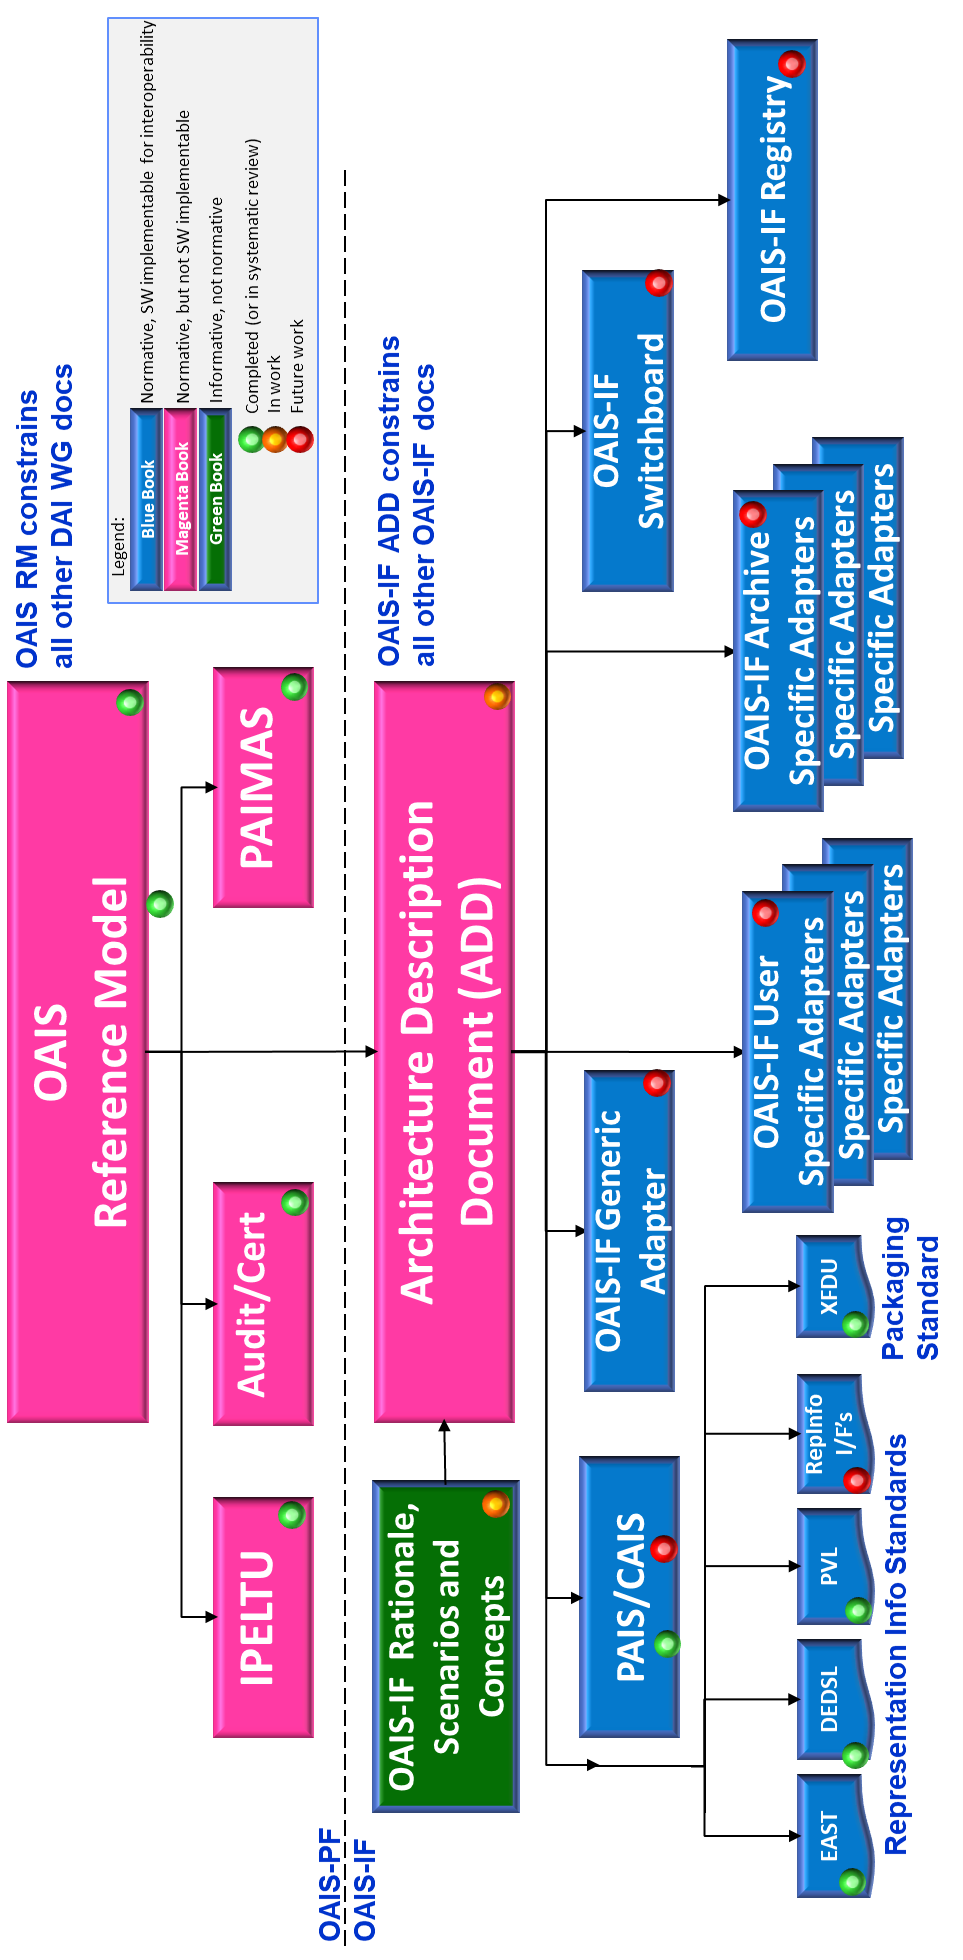 OAIS RM constrains
all other DAI WG docs
Legend:
Blue Book
Normative, SW implementable for interoperability
Magenta Book
Normative, but not SW implementable
Green Book
Informative, not normative
Completed (or in systematic review)
In work
Future work
OAIS
Reference Model
IPELTU
Audit/Cert
PAIMAS
OAIS-PF
OAIS-IF
OAIS-IF ADD constrains
all other OAIS-IF docs
OAIS-IF Rationale,
Scenarios and
Concepts
Architecture Description
Document (ADD)
PAIS/CAIS
OAIS-IF Generic
Adapter
OAIS-IF
Switchboard
OAIS-IF Registry
OAIS-IF User
Specific Adapters
Specific Adapters
Specific Adapters
OAIS-IF Archive
Specific Adapters
Specific Adapters
Specific Adapters
EAST
DEDSL
PVL
RepInfo
I/F's
XFDU
Representation Info Standards
Packaging
Standard